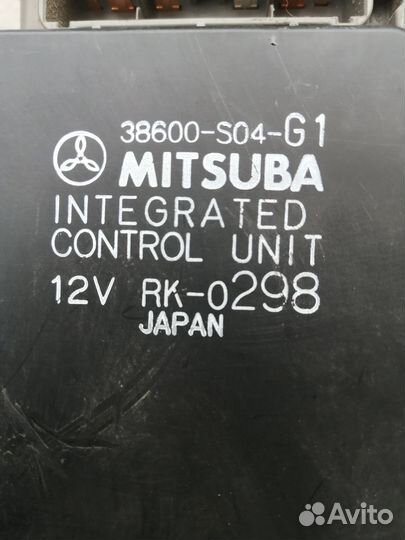 38600-S04-G1
MITSUBA
INTEGRATED
CONTROL UNIT
12V RK-0298
JAPAN
Avito